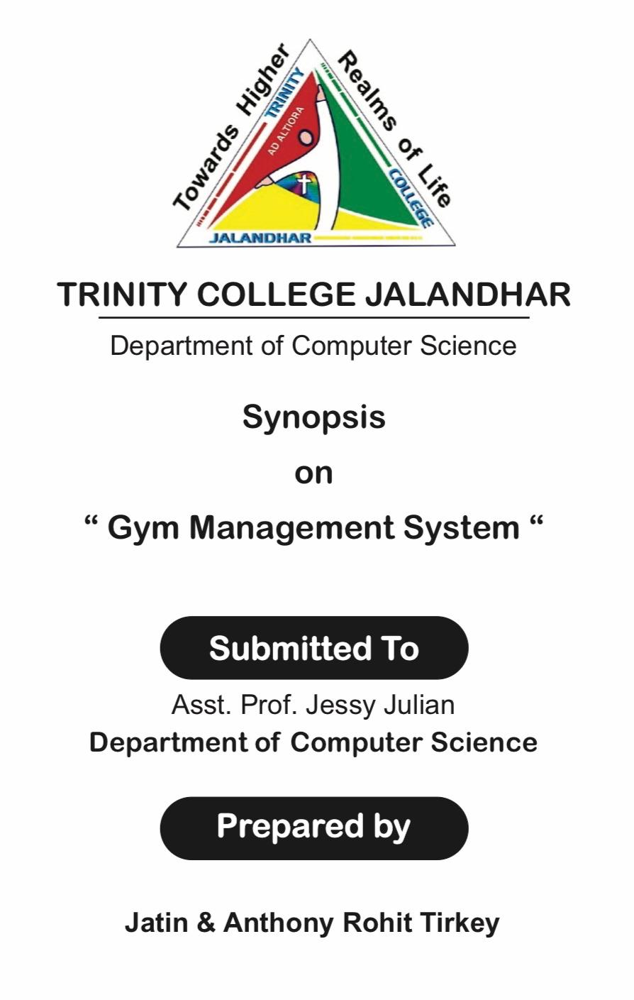 Towards Higher
Realms of Life
TRINITY
AD ALTIORA
COLLEGE
JALANDHAR
TRINITY COLLEGE JALANDHAR
Department of Computer Science
Synopsis
on
“ Gym Management System “
Submitted To
Asst. Prof. Jessy Julian
Department of Computer Science
Prepared by
Jatin & Anthony Rohit Tirkey